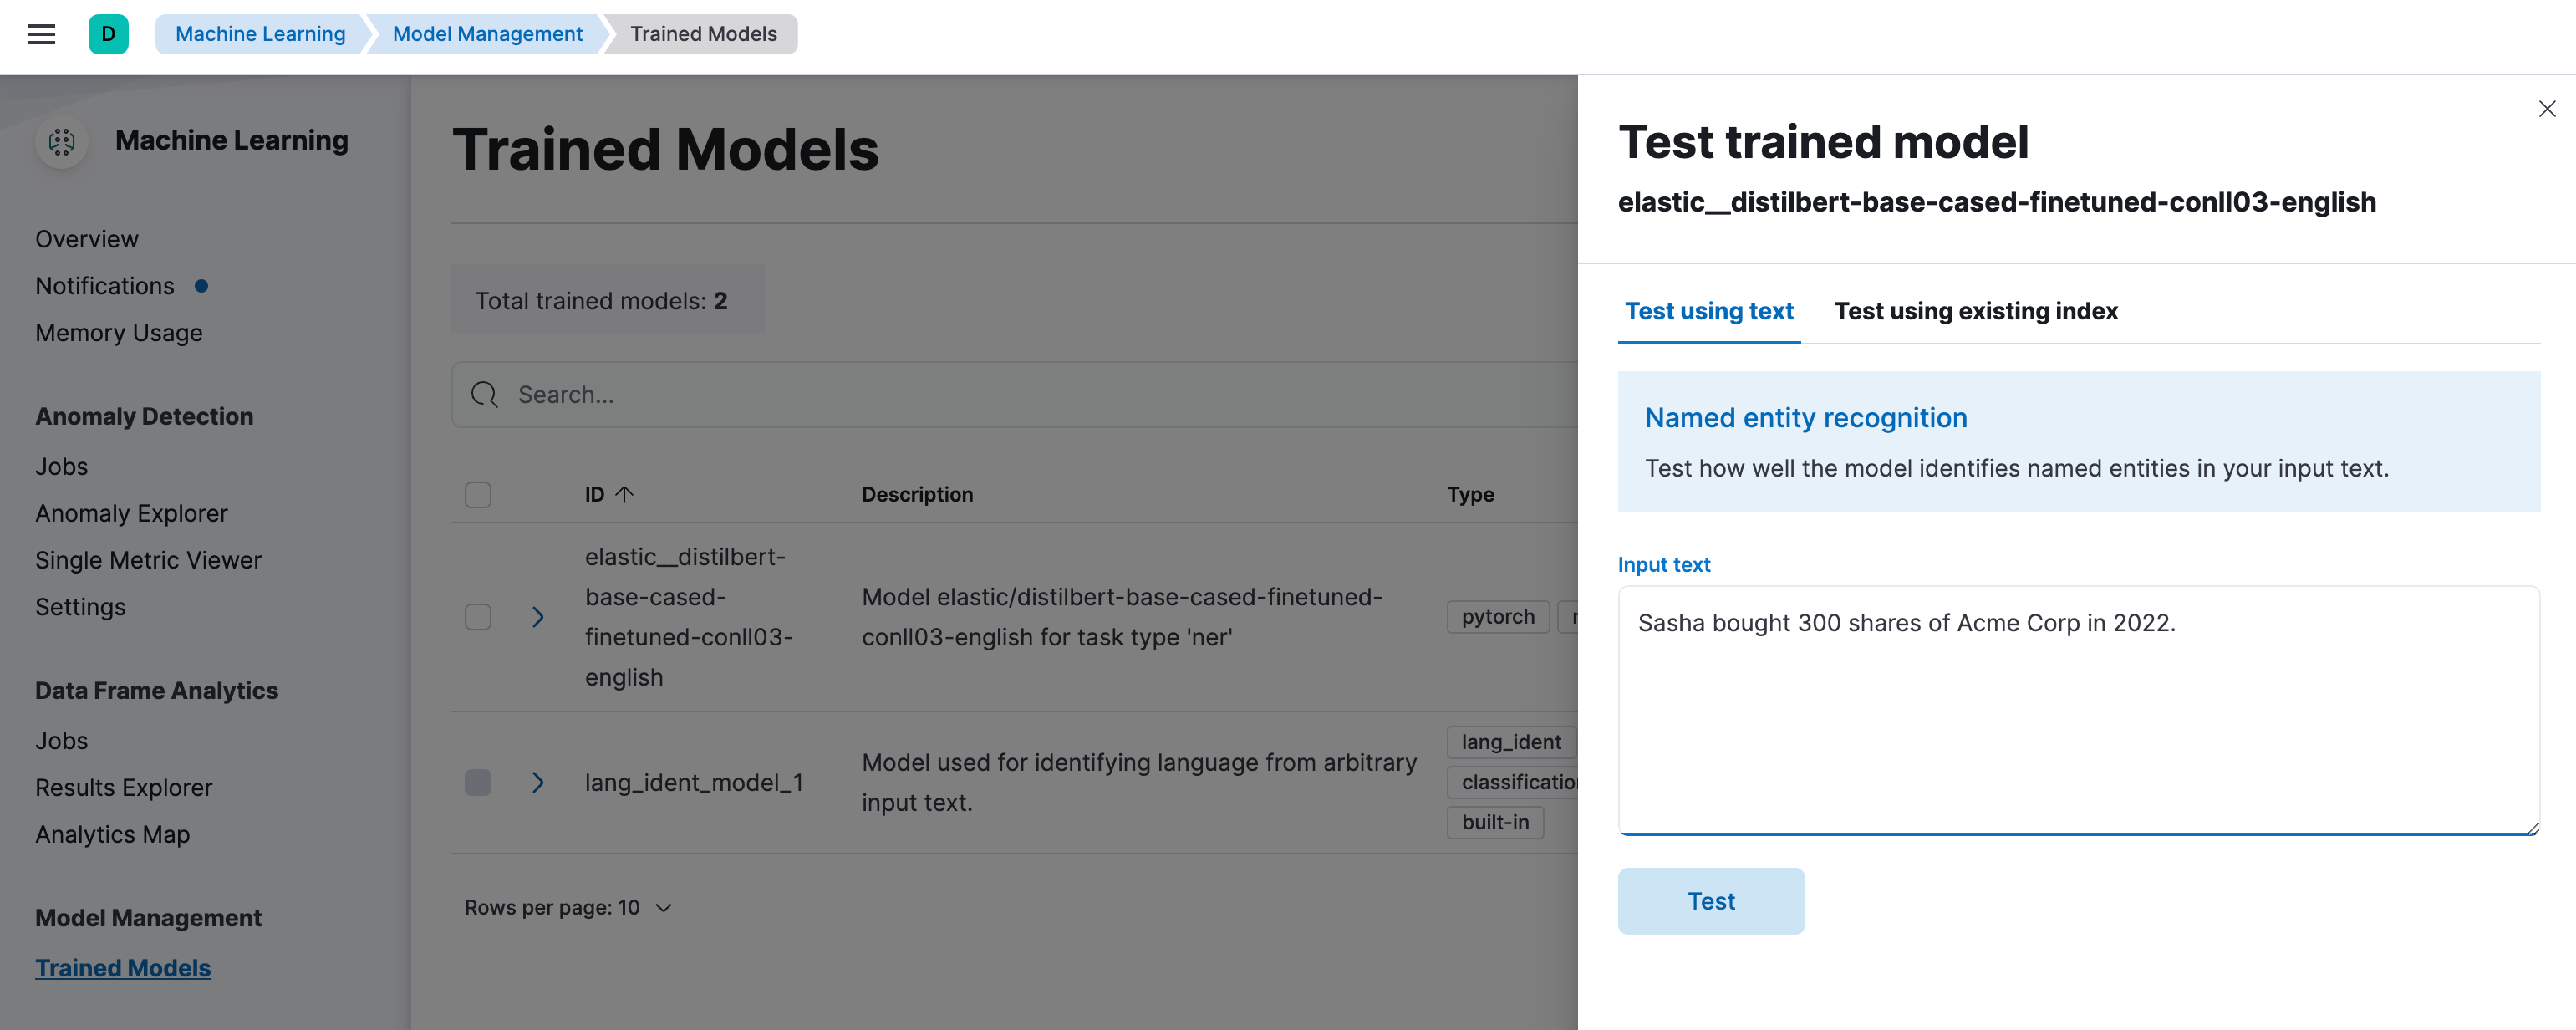 D
Machine Learning
Model Management
Trained Models
Machine Learning
Overview
Notifications
Memory Usage
Anomaly Detection
Jobs
Anomaly Explorer
Single Metric Viewer
Settings
Data Frame Analytics
Jobs
Results Explorer
Analytics Map
Model Management
Trained Models
Trained Models
Total trained models: 2
Search...
ID
Description
Type
elastic__distilbert-
base-cased-
finetuned-conll03-
english
Model elastic/distilbert-base-cased-finetuned-
conll03-english for task type 'ner'
pytorch
lang_ident_model_1
Model used for identifying language from arbitrary
input text.
lang_ident
classification
built-in
Rows per page: 10
Test trained model
elastic__distilbert-base-cased-finetuned-conll03-english
Test using text
Test using existing index
Named entity recognition
Test how well the model identifies named entities in your input text.
Input text
Sasha bought 300 shares of Acme Corp in 2022.
Test